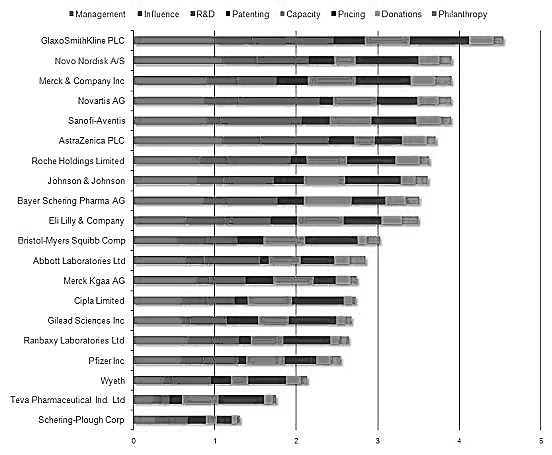 Management Influence R&D Patenting Capacity Pricing Donations Philanthropy
GlaxoSmithKline PLC
Novo Nordisk A/S
Merck & Company Inc
Novartis AG
Sanofi-Aventis
AstraZenica PLC
Roche Holdings Limited
Johnson & Johnson
Bayer Schering Pharma AG
Eli Lilly & Company
Bristol-Myers Squibb Comp
Abbott Laboratories Ltd
Merck Kgaa AG
Cipla Limited
Gilead Sciences Inc
Ranbaxy Laboratories Ltd
Pfizer Inc
Wyeth
Teva Pharmaceutical Ind. Ltd
Schering-Plough Corp
0 1 2 3 4 5